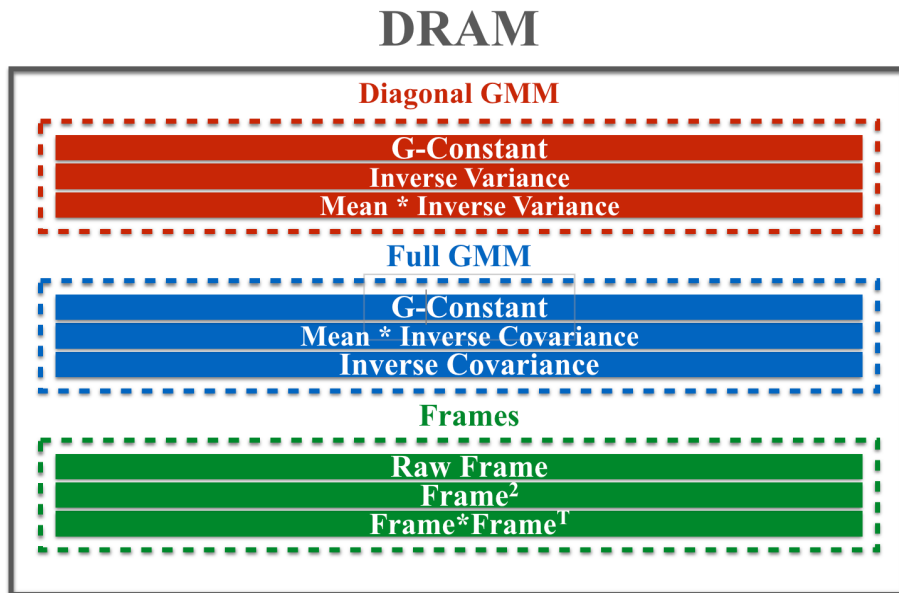 DRAM
Diagonal GMM
G-Constant
Inverse Variance
Mean * Inverse Variance
Full GMM
G-Constant
Mean * Inverse Covariance
Inverse Covariance
Frames
Raw Frame
Frame²
Frame*Frameᵀ